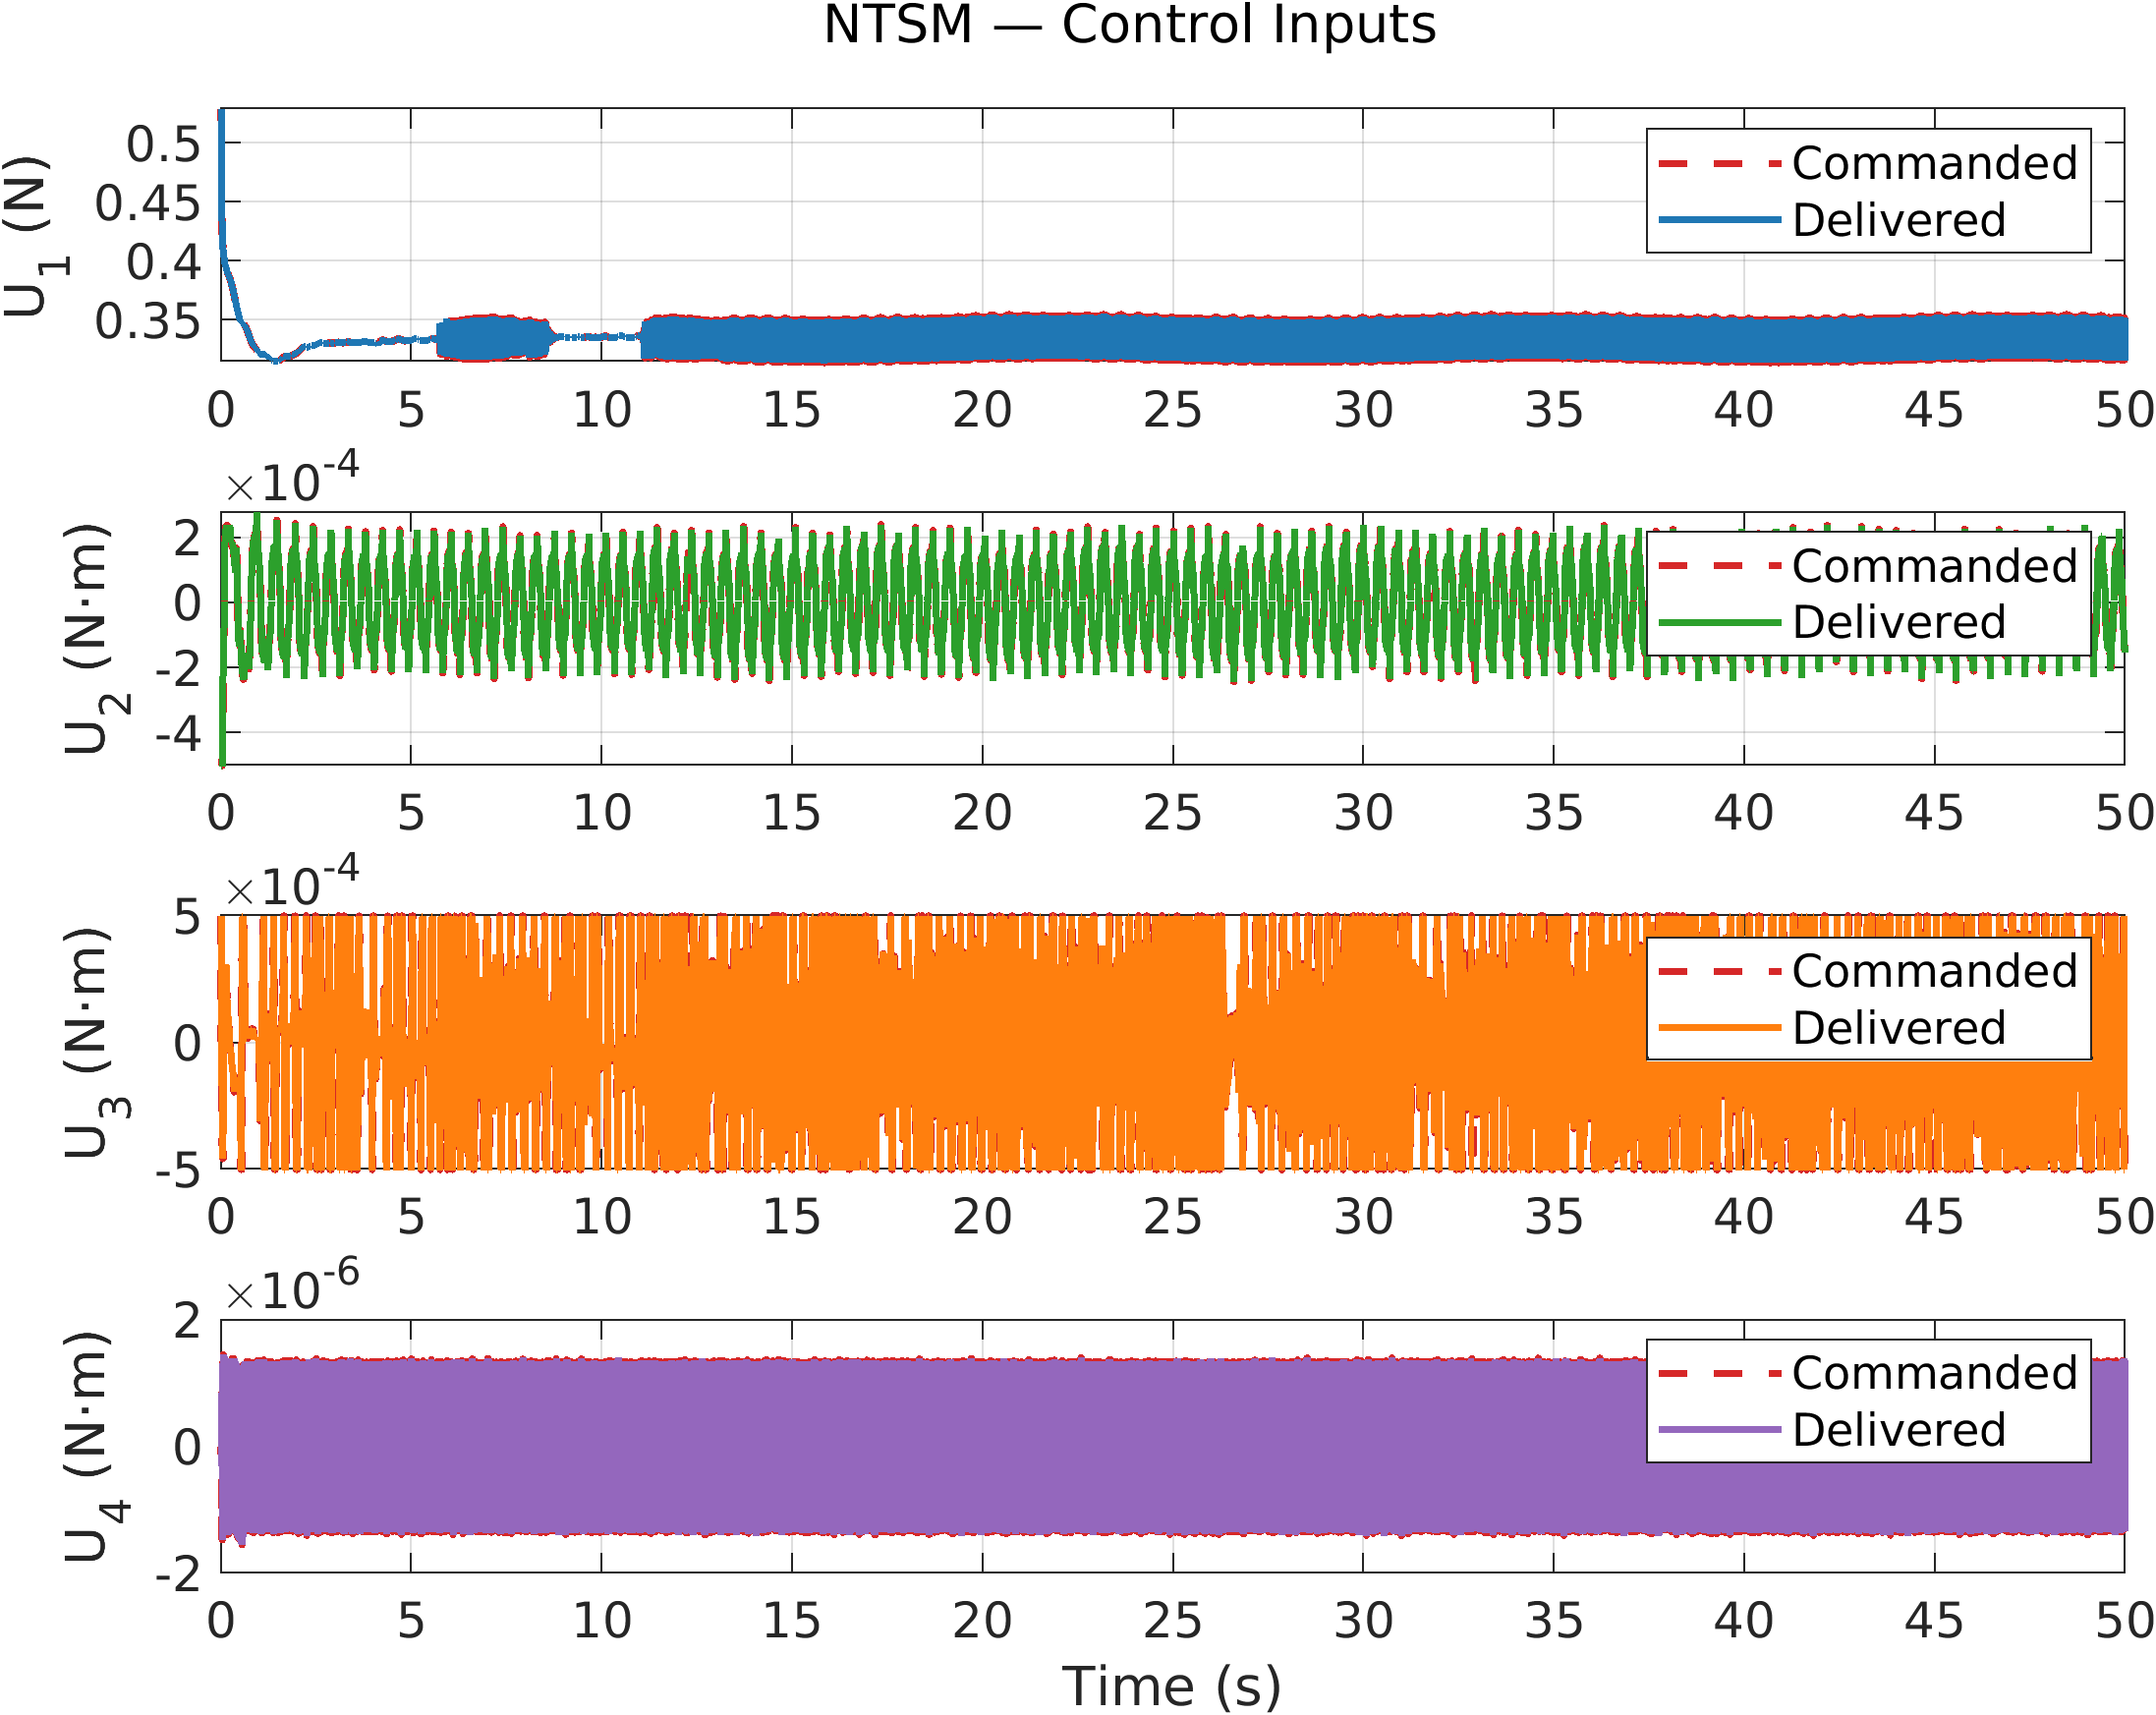 NTSM — Control Inputs
U1 (N)
0.5
0.45
0.4
0.35
Commanded
Delivered
0 5 10 15 20 25 30 35 40 45 50
×10-4
U2 (N·m)
2
0
-2
-4
Commanded
Delivered
0 5 10 15 20 25 30 35 40 45 50
×10-4
U3 (N·m)
5
0
-5
Commanded
Delivered
0 5 10 15 20 25 30 35 40 45 50
×10-6
U4 (N·m)
2
0
-2
Commanded
Delivered
0 5 10 15 20 25 30 35 40 45 50
Time (s)